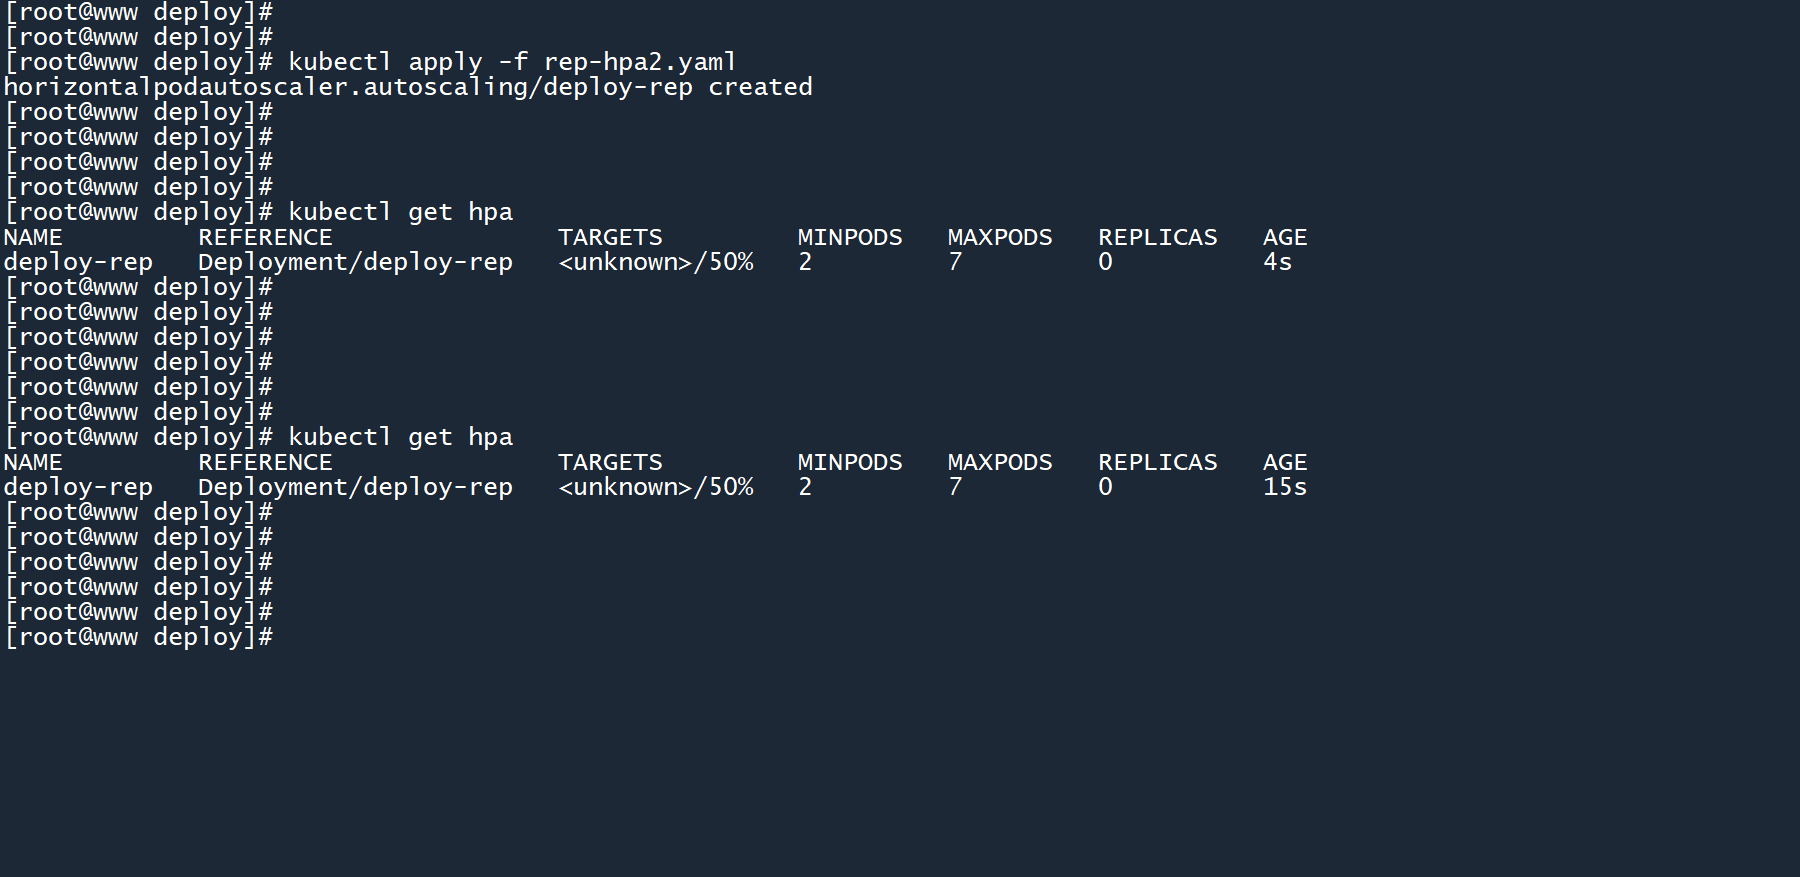 [root@www deploy]#
[root@www deploy]#
[root@www deploy]# kubectl apply -f rep-hpa2.yaml
horizontalpodautoscaler.autoscaling/deploy-rep created
[root@www deploy]#
[root@www deploy]#
[root@www deploy]#
[root@www deploy]#
[root@www deploy]# kubectl get hpa
NAME         REFERENCE               TARGETS         MINPODS   MAXPODS   REPLICAS   AGE
deploy-rep   Deployment/deploy-rep   <unknown>/50%   2         7         0          4s
[root@www deploy]#
[root@www deploy]#
[root@www deploy]#
[root@www deploy]#
[root@www deploy]#
[root@www deploy]#
[root@www deploy]# kubectl get hpa
NAME         REFERENCE               TARGETS         MINPODS   MAXPODS   REPLICAS   AGE
deploy-rep   Deployment/deploy-rep   <unknown>/50%   2         7         0          15s
[root@www deploy]#
[root@www deploy]#
[root@www deploy]#
[root@www deploy]#
[root@www deploy]#
[root@www deploy]#